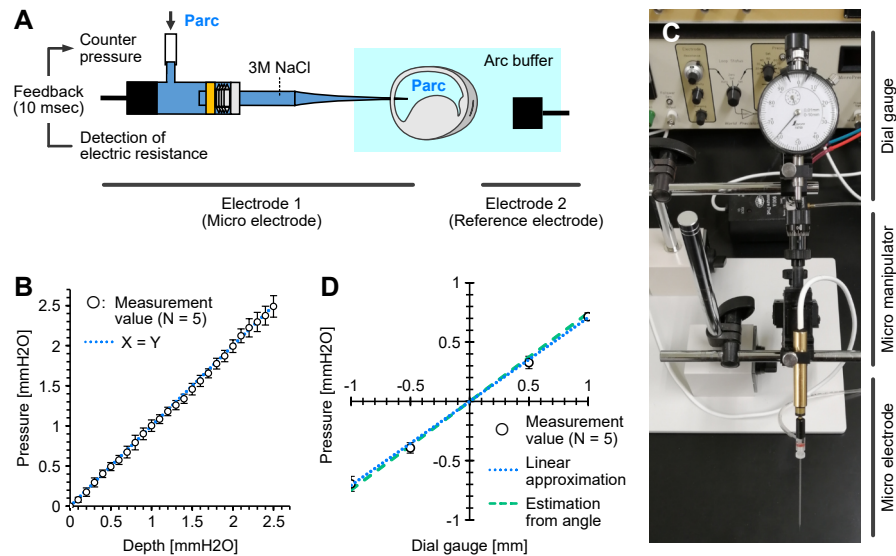 A
Parc
Counter
pressure
Feedback
(10 msec)
Detection of
electric resistance
3M NaCl
Arc buffer
Parc
Electrode 1
(Micro electrode)
Electrode 2
(Reference electrode)
B
Measurement
value (N = 5)
X = Y
Pressure [mmH2O]
2.5
2
1.5
1
0.5
0
0
0.5
1
1.5
2
2.5
Depth [mmH2O]
D
Pressure [mmH2O]
1
0.5
-0.5
-1
-1
-0.5
0
0.5
1
Measurement
value (N = 5)
Linear
approximation
Estimation
from angle
Dial gauge [mm]
C
Dial gauge
Micro manipulator
Micro electrode